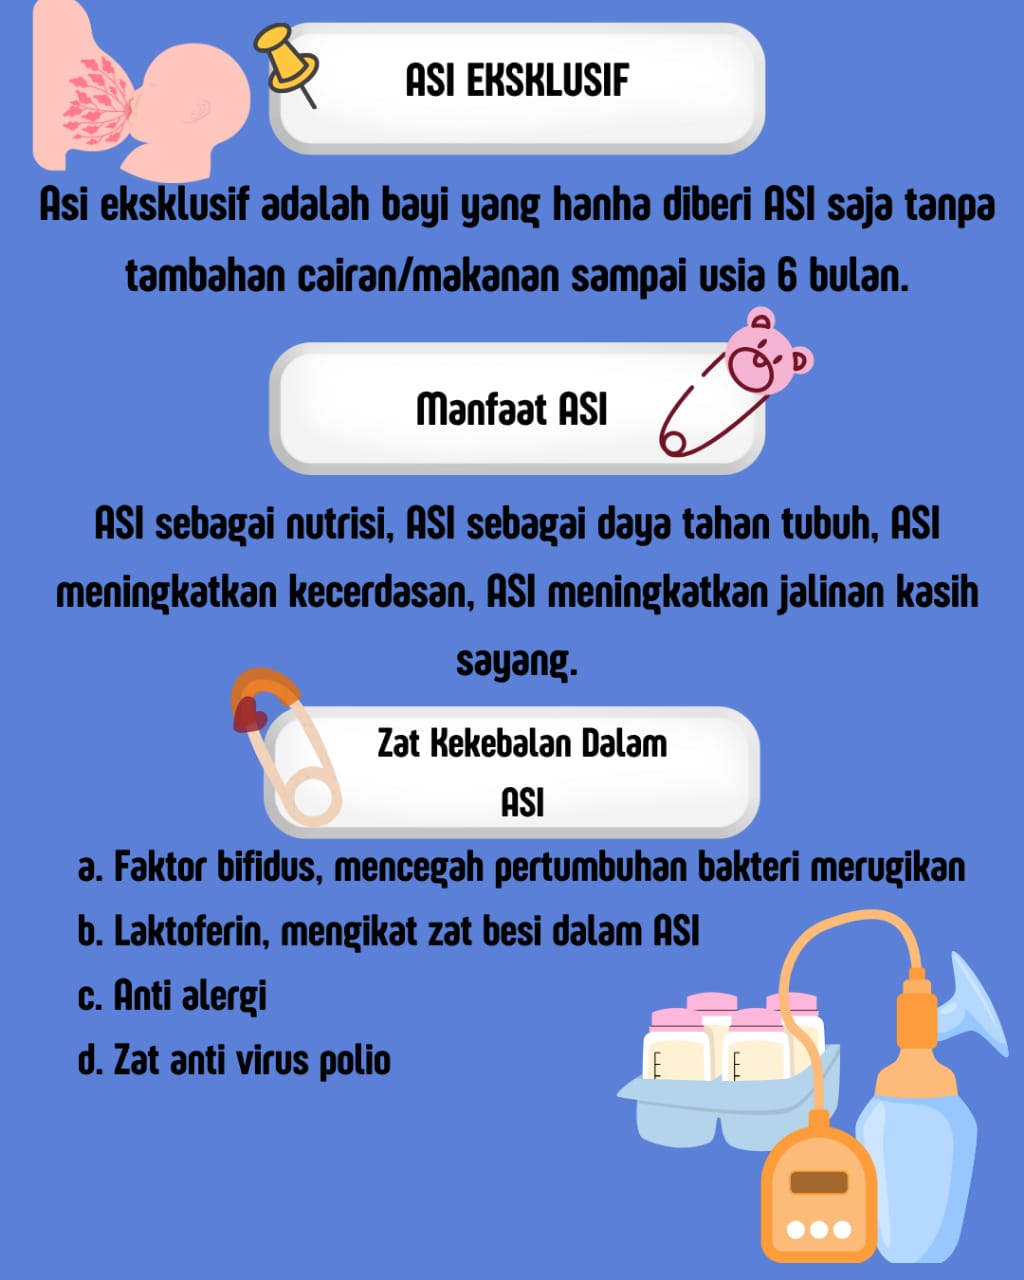 ASI EKSKLUSIF
Asi eksklusif adalah bayi yang hanha diberi ASI saja tanpa
tambahan cairan/makanan sampai usia 6 bulan.
Manfaat ASI
ASI sebagai nutrisi, ASI sebagai daya tahan tubuh, ASI
meningkatkan kecerdasan, ASI meningkatkan jalinan kasih
sayang.
Zat Kekebalan Dalam
ASI
a. Faktor bifidus, mencegah pertumbuhan bakteri merugikan
b. Laktoferin, mengikat zat besi dalam ASI
c. Anti alergi
d. Zat anti virus polio